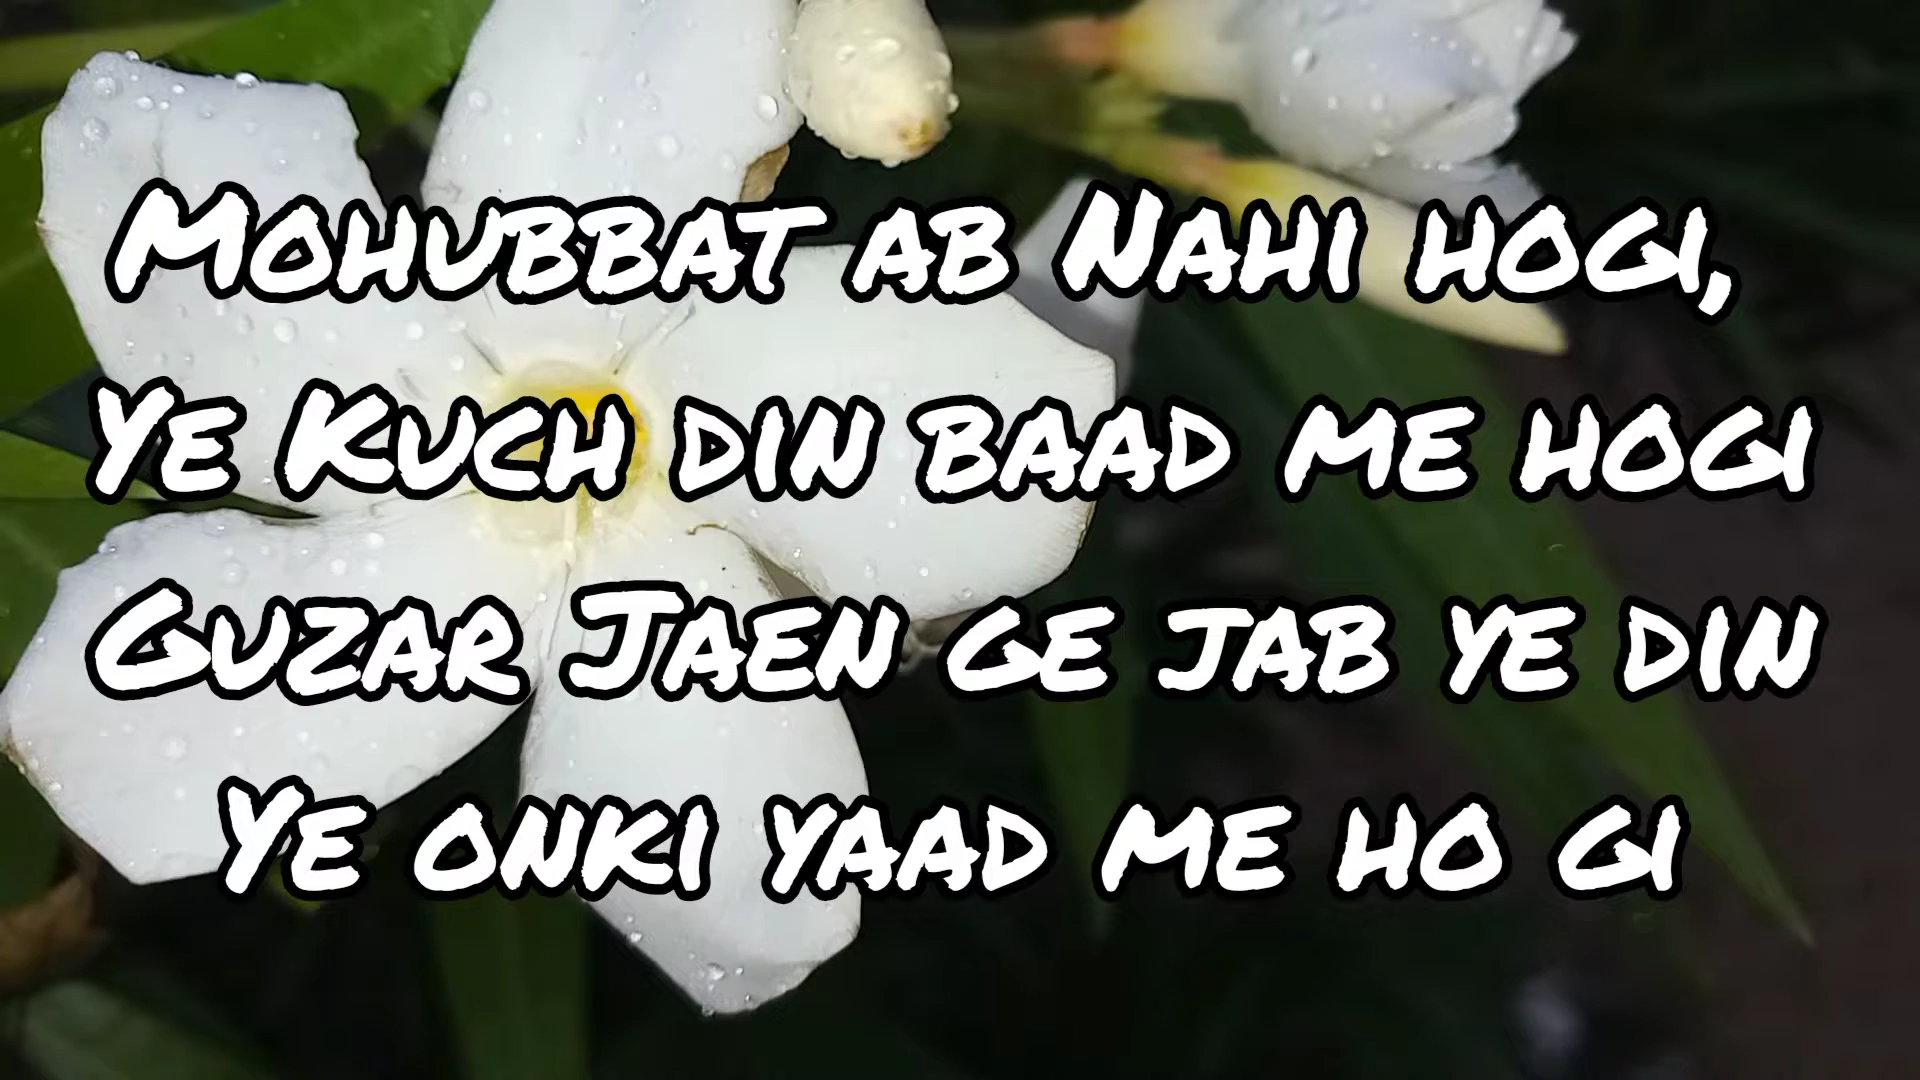 Mohubbat ab Nahi hogi,
Ye Kuch din baad me hogi
Guzar Jaen ge jab ye din
Ye onki yaad me ho gi